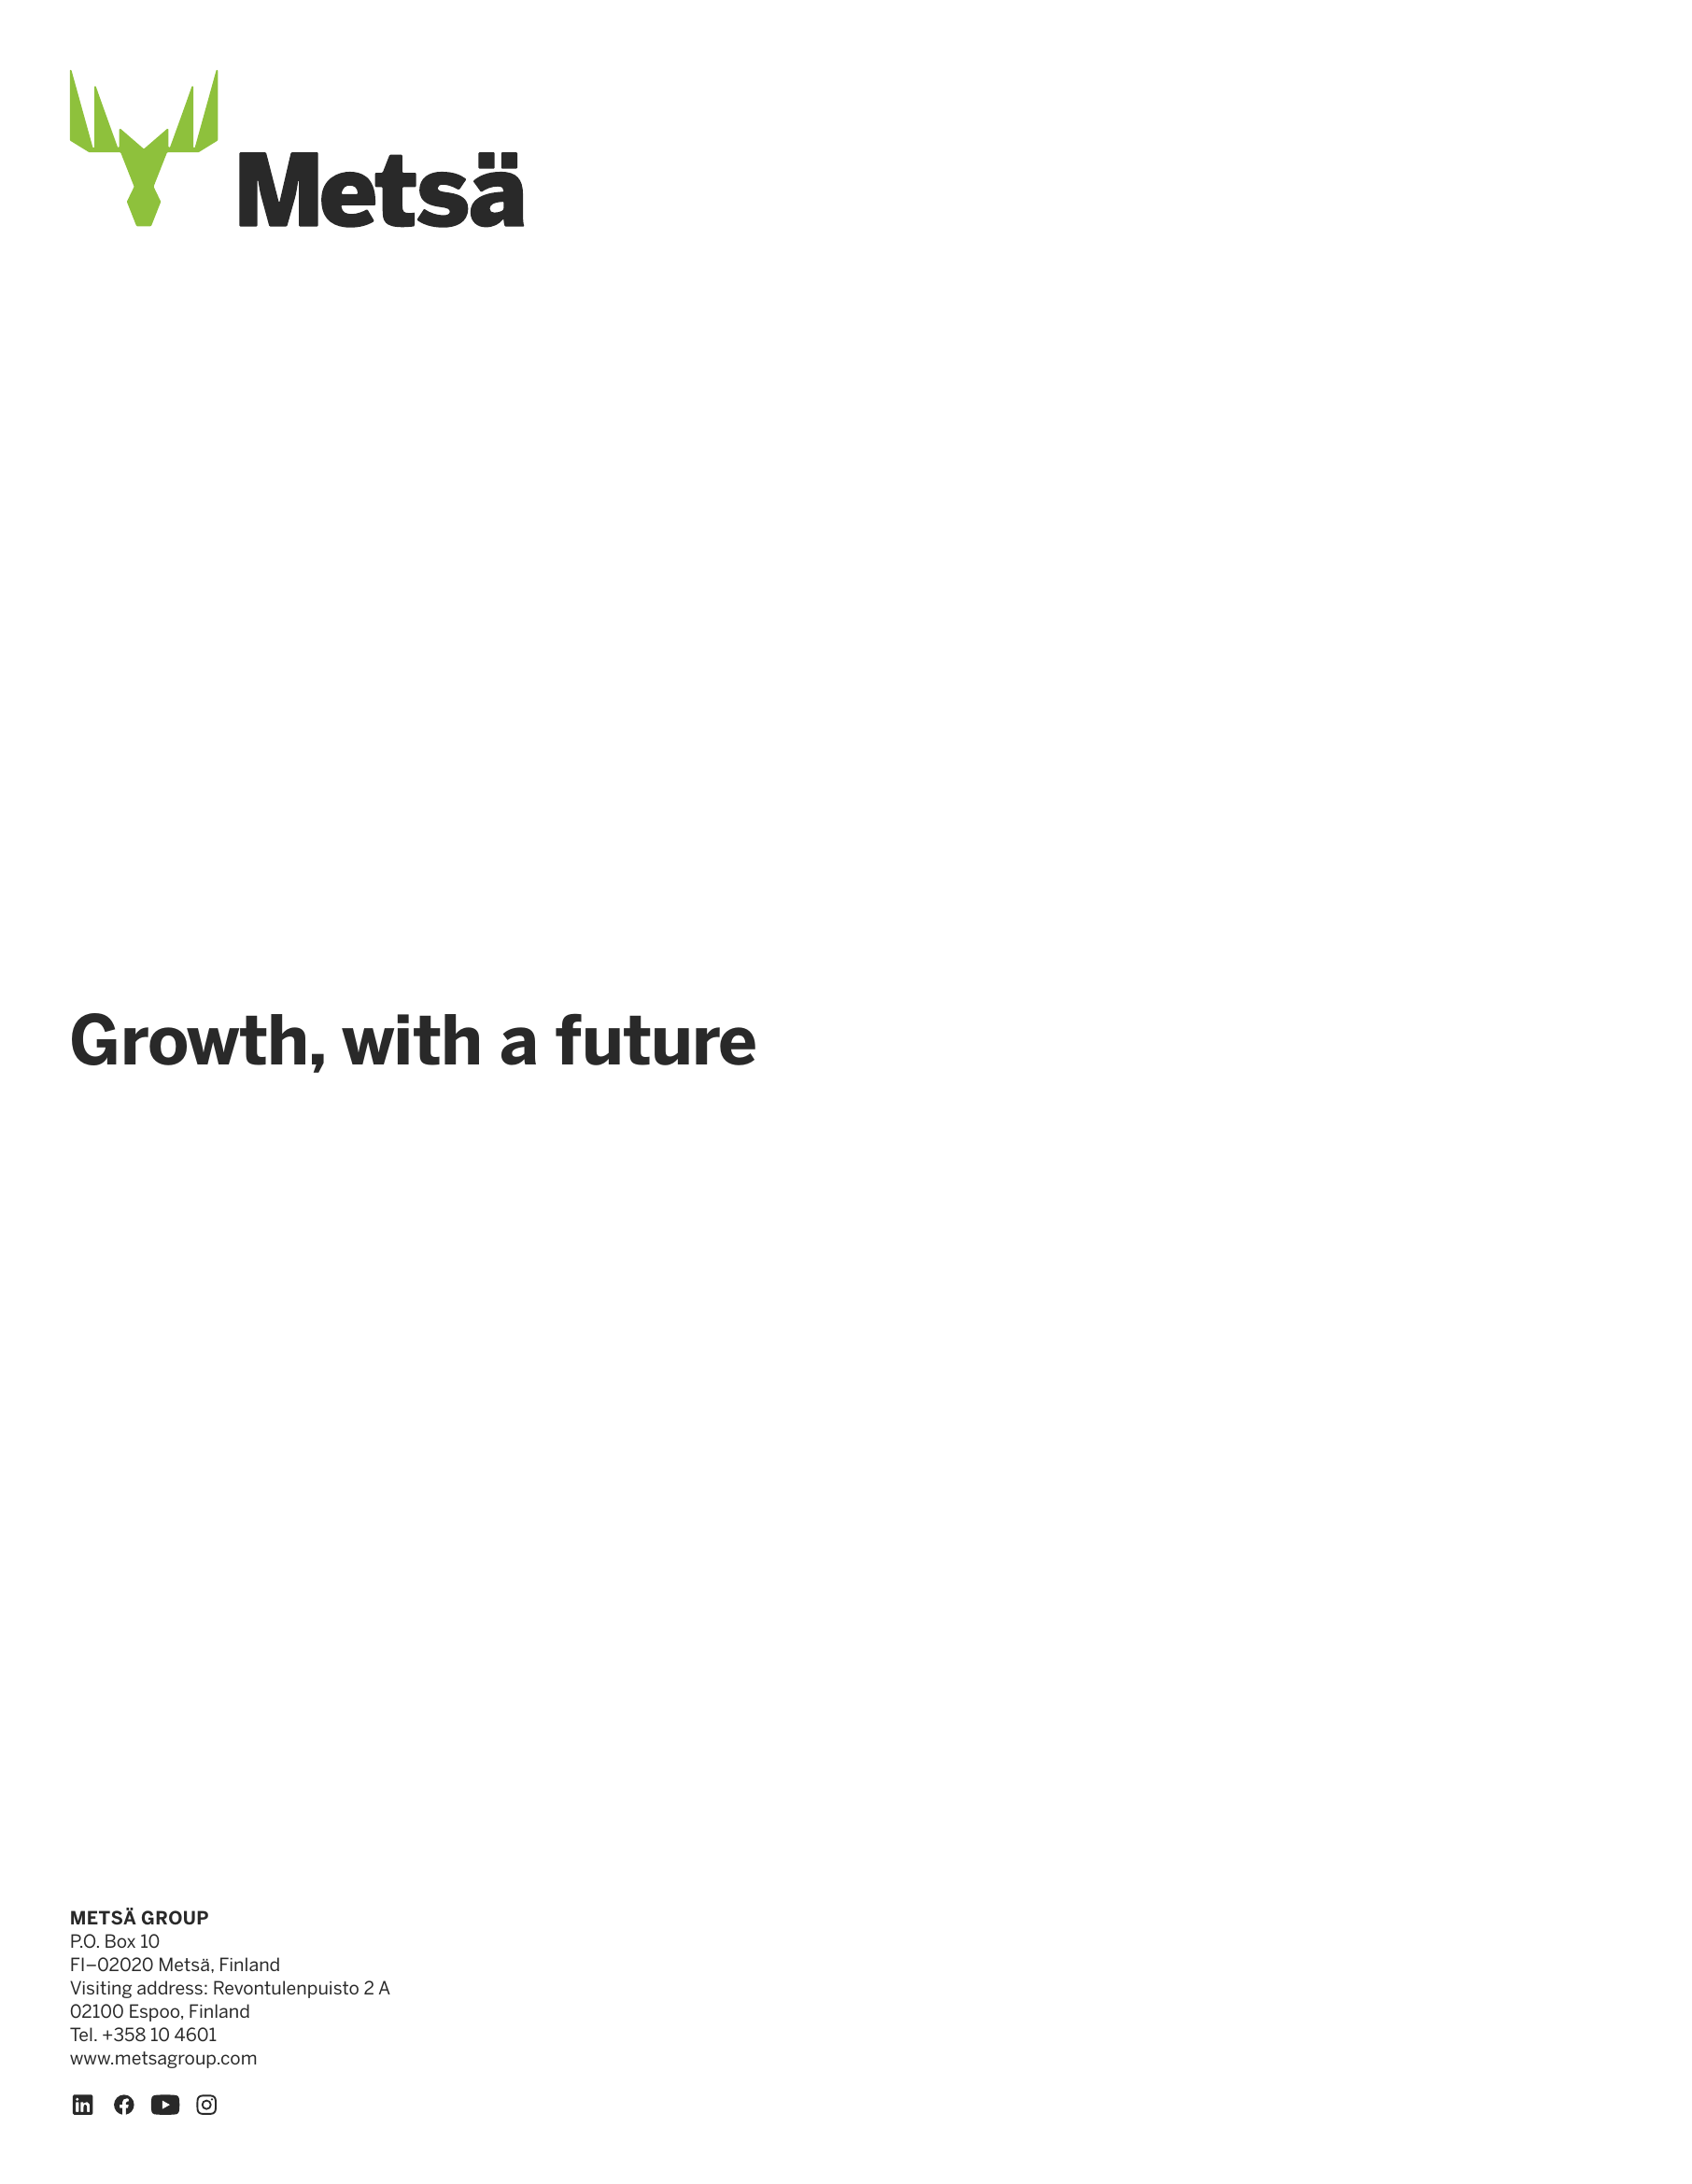 Metsä
Growth, with a future
METSÄ GROUP
P.O. Box 10
FI–02020 Metsä, Finland
Visiting address: Revontulenpuisto 2 A
02100 Espoo, Finland
Tel. +358 10 4601
www.metsagroup.com